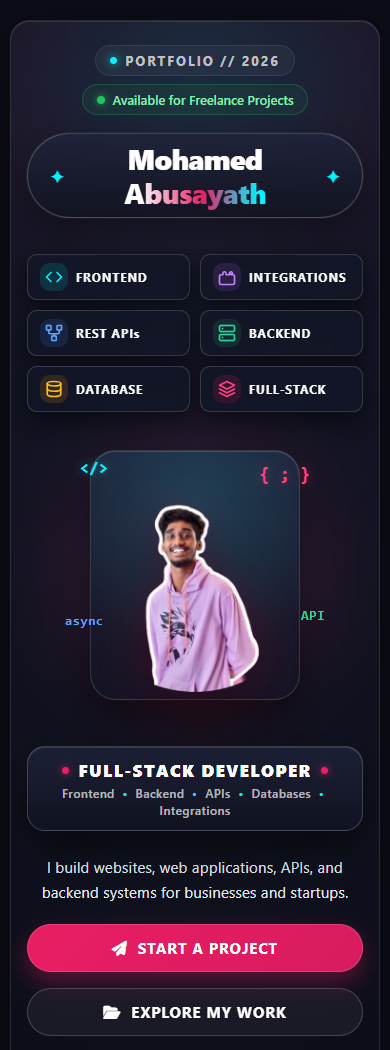 PORTFOLIO // 2026
Available for Freelance Projects
Mohamed
Abusayath
FRONTEND
INTEGRATIONS
REST APIs
BACKEND
DATABASE
FULL-STACK
</>
{ ; }
async
API
FULL-STACK DEVELOPER
Frontend • Backend • APIs • Databases •
Integrations
I build websites, web applications, APIs, and
backend systems for businesses and startups.
START A PROJECT
EXPLORE MY WORK